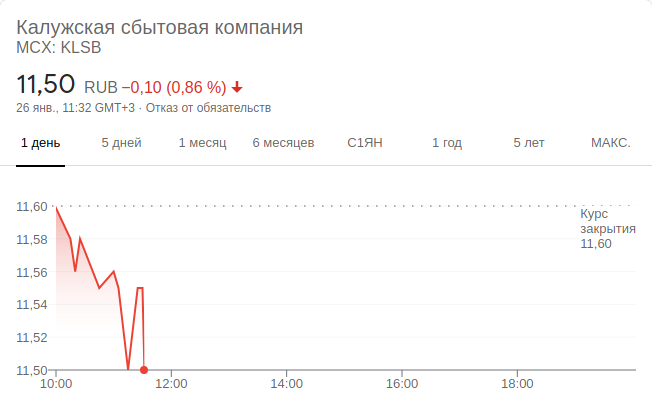 Калужская сбытовая компания
MCX: KLSB
11,50 RUB −0,10 (0,86 %)
26 янв., 11:32 GMT+3 · Отказ от обязательств
1 день 5 дней 1 месяц 6 месяцев С1ЯН 1 год 5 лет МАКС.
11,60
Курс
закрытия
11,60
11,58
11,56
11,54
11,52
11,50
10:00 12:00 14:00 16:00 18:00